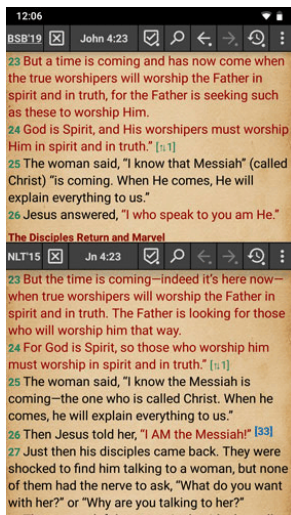 12:06
BSB'19 John 4:23
23 But a time is coming and has now come when
the true worshipers will worship the Father in
spirit and in truth, for the Father is seeking such
as these to worship Him.
24 God is Spirit, and His worshipers must worship
Him in spirit and in truth.” [⇅1]
25 The woman said, “I know that Messiah” (called
Christ) “is coming. When He comes, He will
explain everything to us.”
26 Jesus answered, “I who speak to you am He.”
The Disciples Return and Marvel
NLT'15 Jn 4:23
23 But the time is coming—indeed it’s here now—
when true worshipers will worship the Father in
spirit and in truth. The Father is looking for those
who will worship him that way.
24 For God is Spirit, so those who worship him
must worship in spirit and in truth.” [⇅1]
25 The woman said, “I know the Messiah is
coming—the one who is called Christ. When he
comes, he will explain everything to us.”
26 Then Jesus told her, “I AM the Messiah!” [33]
27 Just then his disciples came back. They were
shocked to find him talking to a woman, but none
of them had the nerve to ask, “What do you want
with her?” or “Why are you talking to her?”